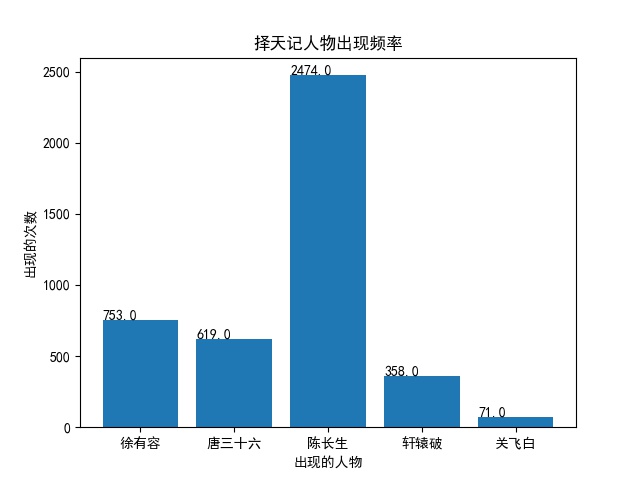 择天记人物出现频率
出现的次数
2500
2000
1500
1000
500
0
753.0
619.0
2474.0
358.0
71.0
徐有容
唐三十六
陈长生
轩辕破
关飞白
出现的人物